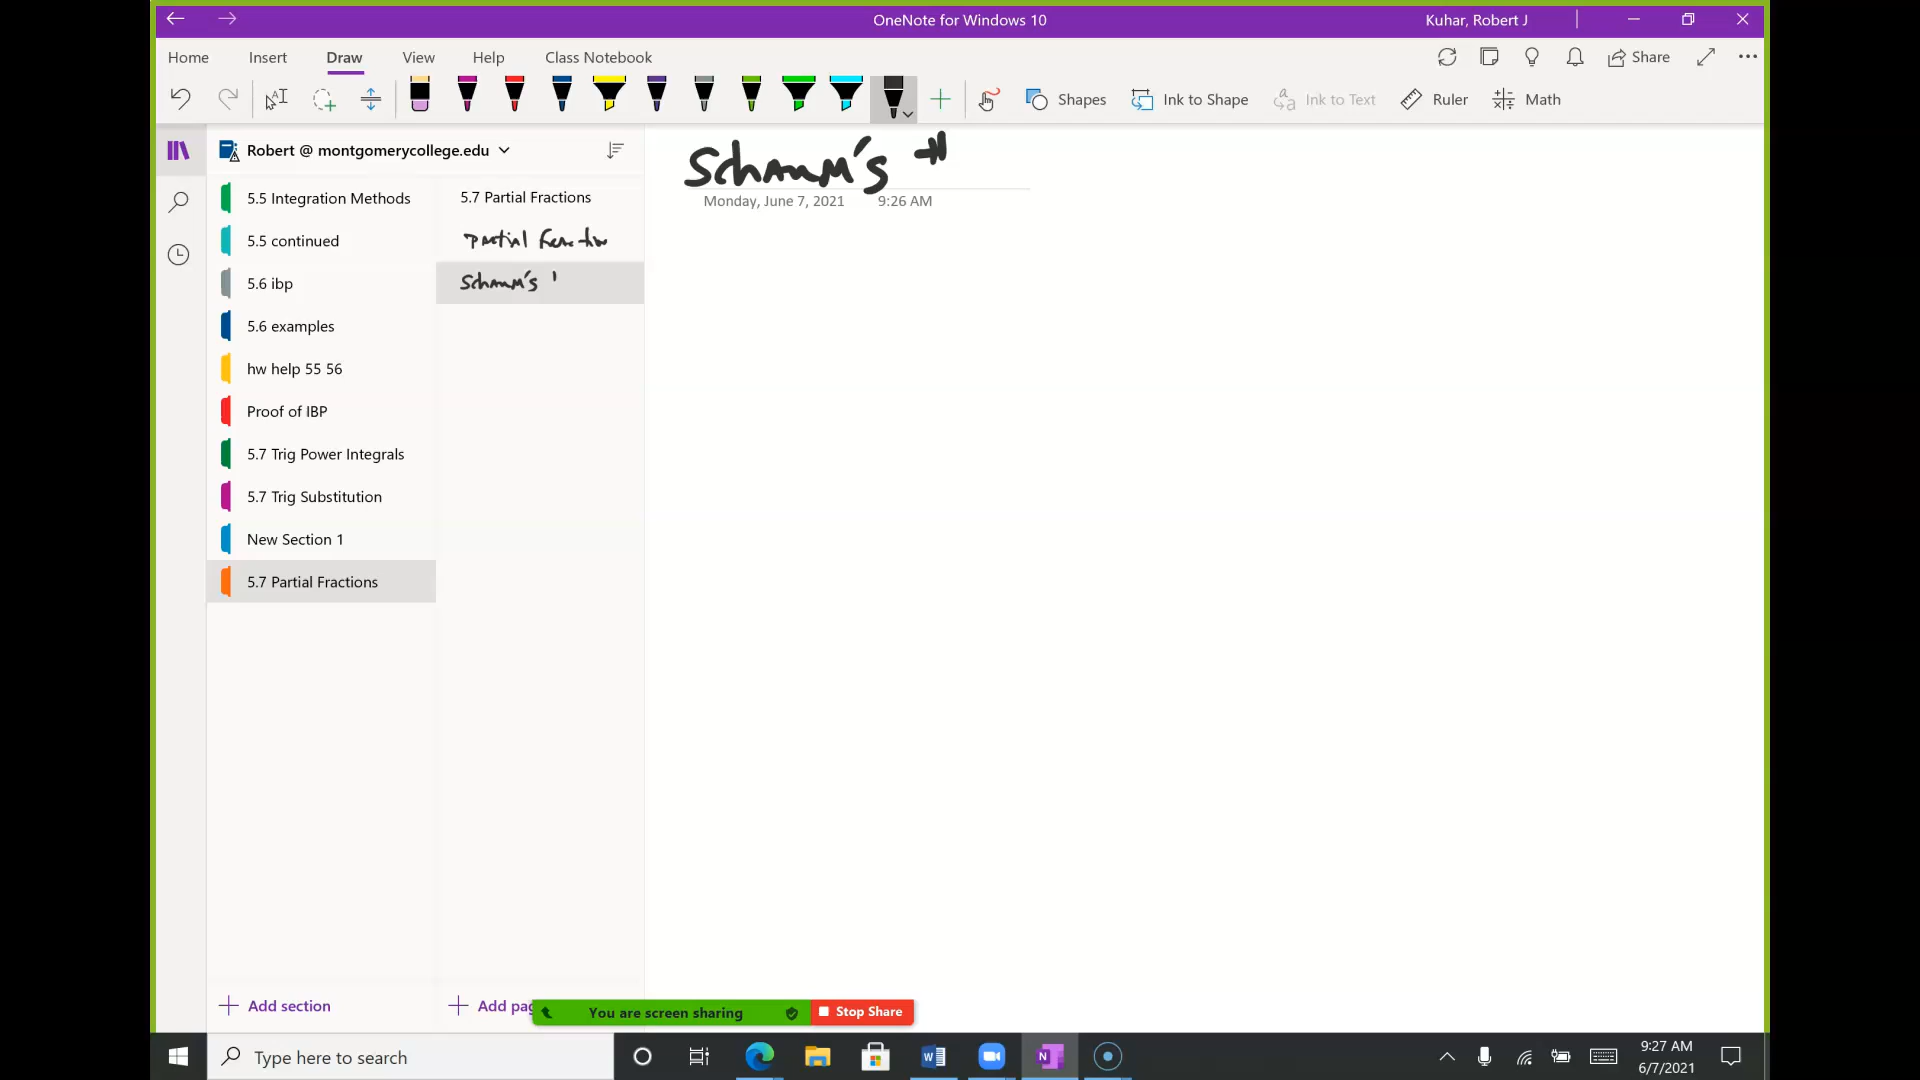 OneNote for Windows 10
Kuhar, Robert J
Home Insert Draw View Help Class Notebook
Share
Shapes Ink to Shape Ink to Text Ruler Math
Robert @ montgomerycollege.edu
5.5 Integration Methods
5.5 continued
5.6 ibp
5.6 examples
hw help 55 56
Proof of IBP
5.7 Trig Power Integrals
5.7 Trig Substitution
New Section 1
5.7 Partial Fractions
Add section
5.7 Partial Fractions
Partial
Schaum's
Add pag
Schaum's #
Monday, June 7, 2021 9:26 AM
You are screen sharing Stop Share
Type here to search
9:27 AM
6/7/2021